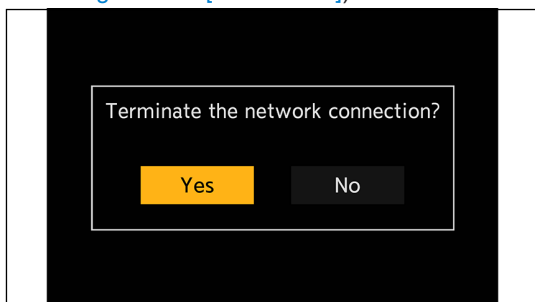 Terminate the network connection?
Yes
No